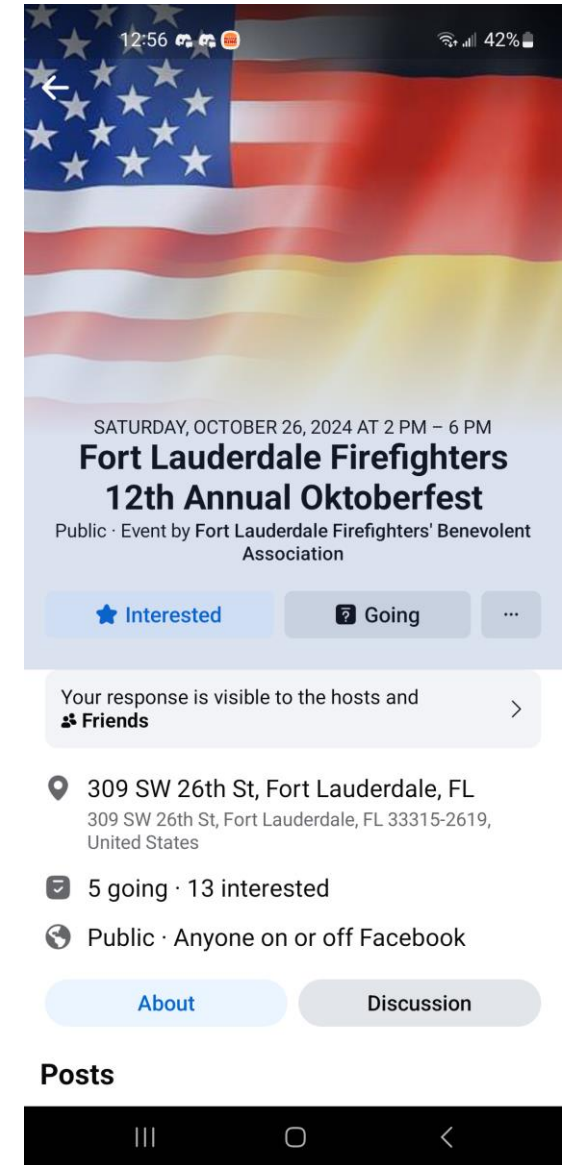 12:56
42%
SATURDAY, OCTOBER 26, 2024 AT 2 PM – 6 PM
Fort Lauderdale Firefighters
12th Annual Oktoberfest
Public · Event by Fort Lauderdale Firefighters' Benevolent
Association
Interested
Going
Your response is visible to the hosts and
Friends
309 SW 26th St, Fort Lauderdale, FL
309 SW 26th St, Fort Lauderdale, FL 33315-2619,
United States
5 going · 13 interested
Public · Anyone on or off Facebook
About
Discussion
Posts